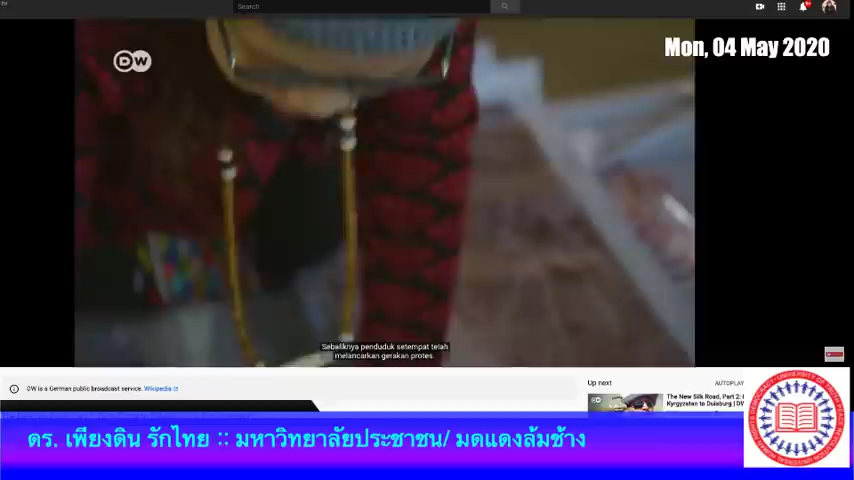 Search
9+
DW
Mon, 04 May 2020
Sebaliknya penduduk setempat telah
melancarkan gerakan protes.
DW is a German public broadcast service. Wikipedia
Up next
AUTOPLAY
The New Silk Road, Part 2:
Kyrgyzstan to Duisburg | DW
ดร. เพียงดิน รักไทย :: มหาวิทยาลัยประชาชน/ มดแดงล้มช้าง